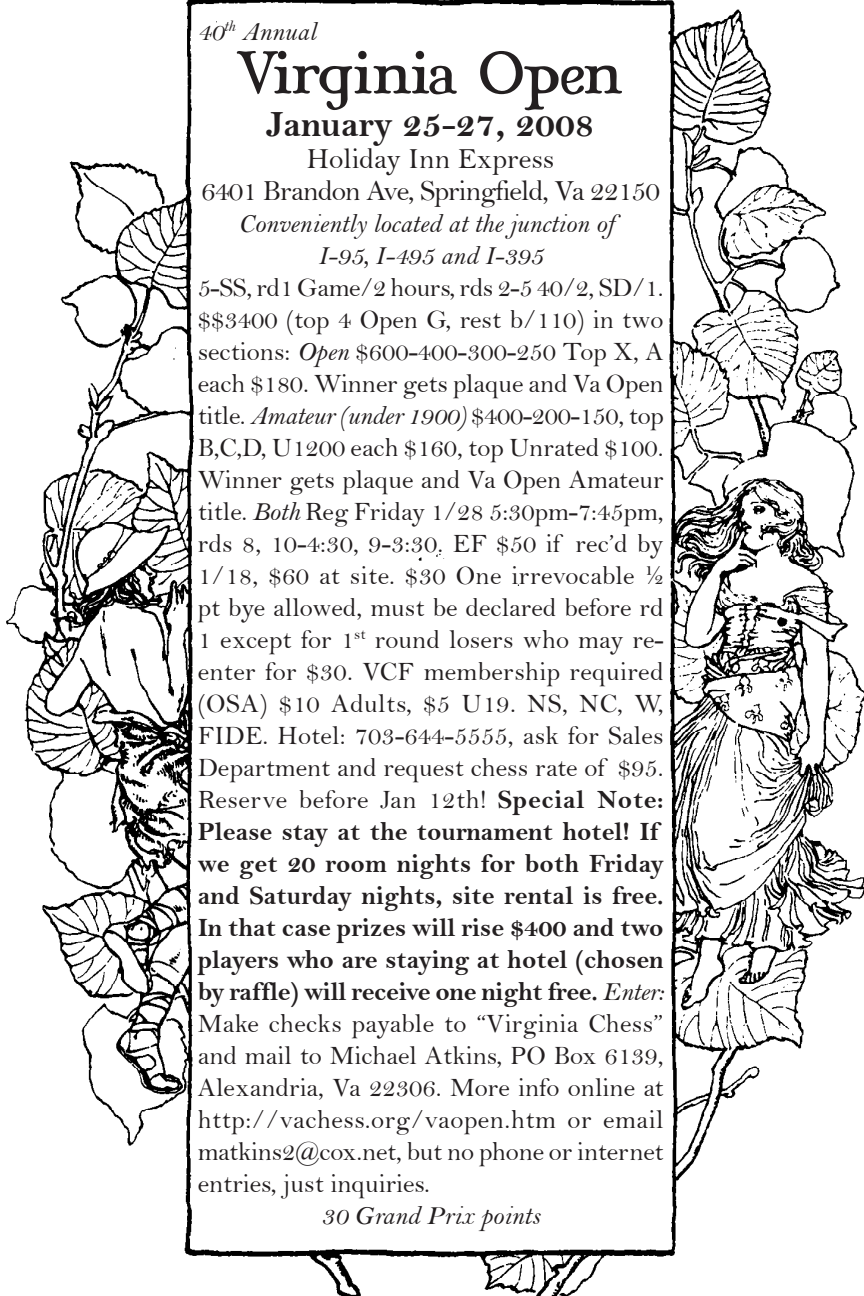 40th Annual
Virginia Open
January 25-27, 2008
Holiday Inn Express
6401 Brandon Ave, Springfield, Va 22150
Conveniently located at the junction of
I-95, I-495 and I-395
5-SS, rd1 Game/2 hours, rds 2-5 40/2, SD/1.
$$3400 (top 4 Open G, rest b/110) in two
sections: Open $600-400-300-250 Top X, A
each $180. Winner gets plaque and Va Open
title. Amateur (under 1900) $400-200-150, top
B,C,D, U1200 each $160, top Unrated $100.
Winner gets plaque and Va Open Amateur
title. Both Reg Friday 1/28 5:30pm-7:45pm,
rds 8, 10-4:30, 9-3:30. EF $50 if rec'd by
1/18, $60 at site. $30 One irrevocable ½
pt bye allowed, must be declared before rd
1 except for 1st round losers who may re-
enter for $30. VCF membership required
(OSA) $10 Adults, $5 U19. NS, NC, W,
FIDE. Hotel: 703-644-5555, ask for Sales
Department and request chess rate of $95.
Reserve before Jan 12th! Special Note:
Please stay at the tournament hotel! If
we get 20 room nights for both Friday
and Saturday nights, site rental is free.
In that case prizes will rise $400 and two
players who are staying at hotel (chosen
by raffle) will receive one night free. Enter:
Make checks payable to “Virginia Chess”
and mail to Michael Atkins, PO Box 6139,
Alexandria, Va 22306. More info online at
http://vachess.org/vaopen.htm or email
matkins2@cox.net, but no phone or internet
entries, just inquiries.
30 Grand Prix points